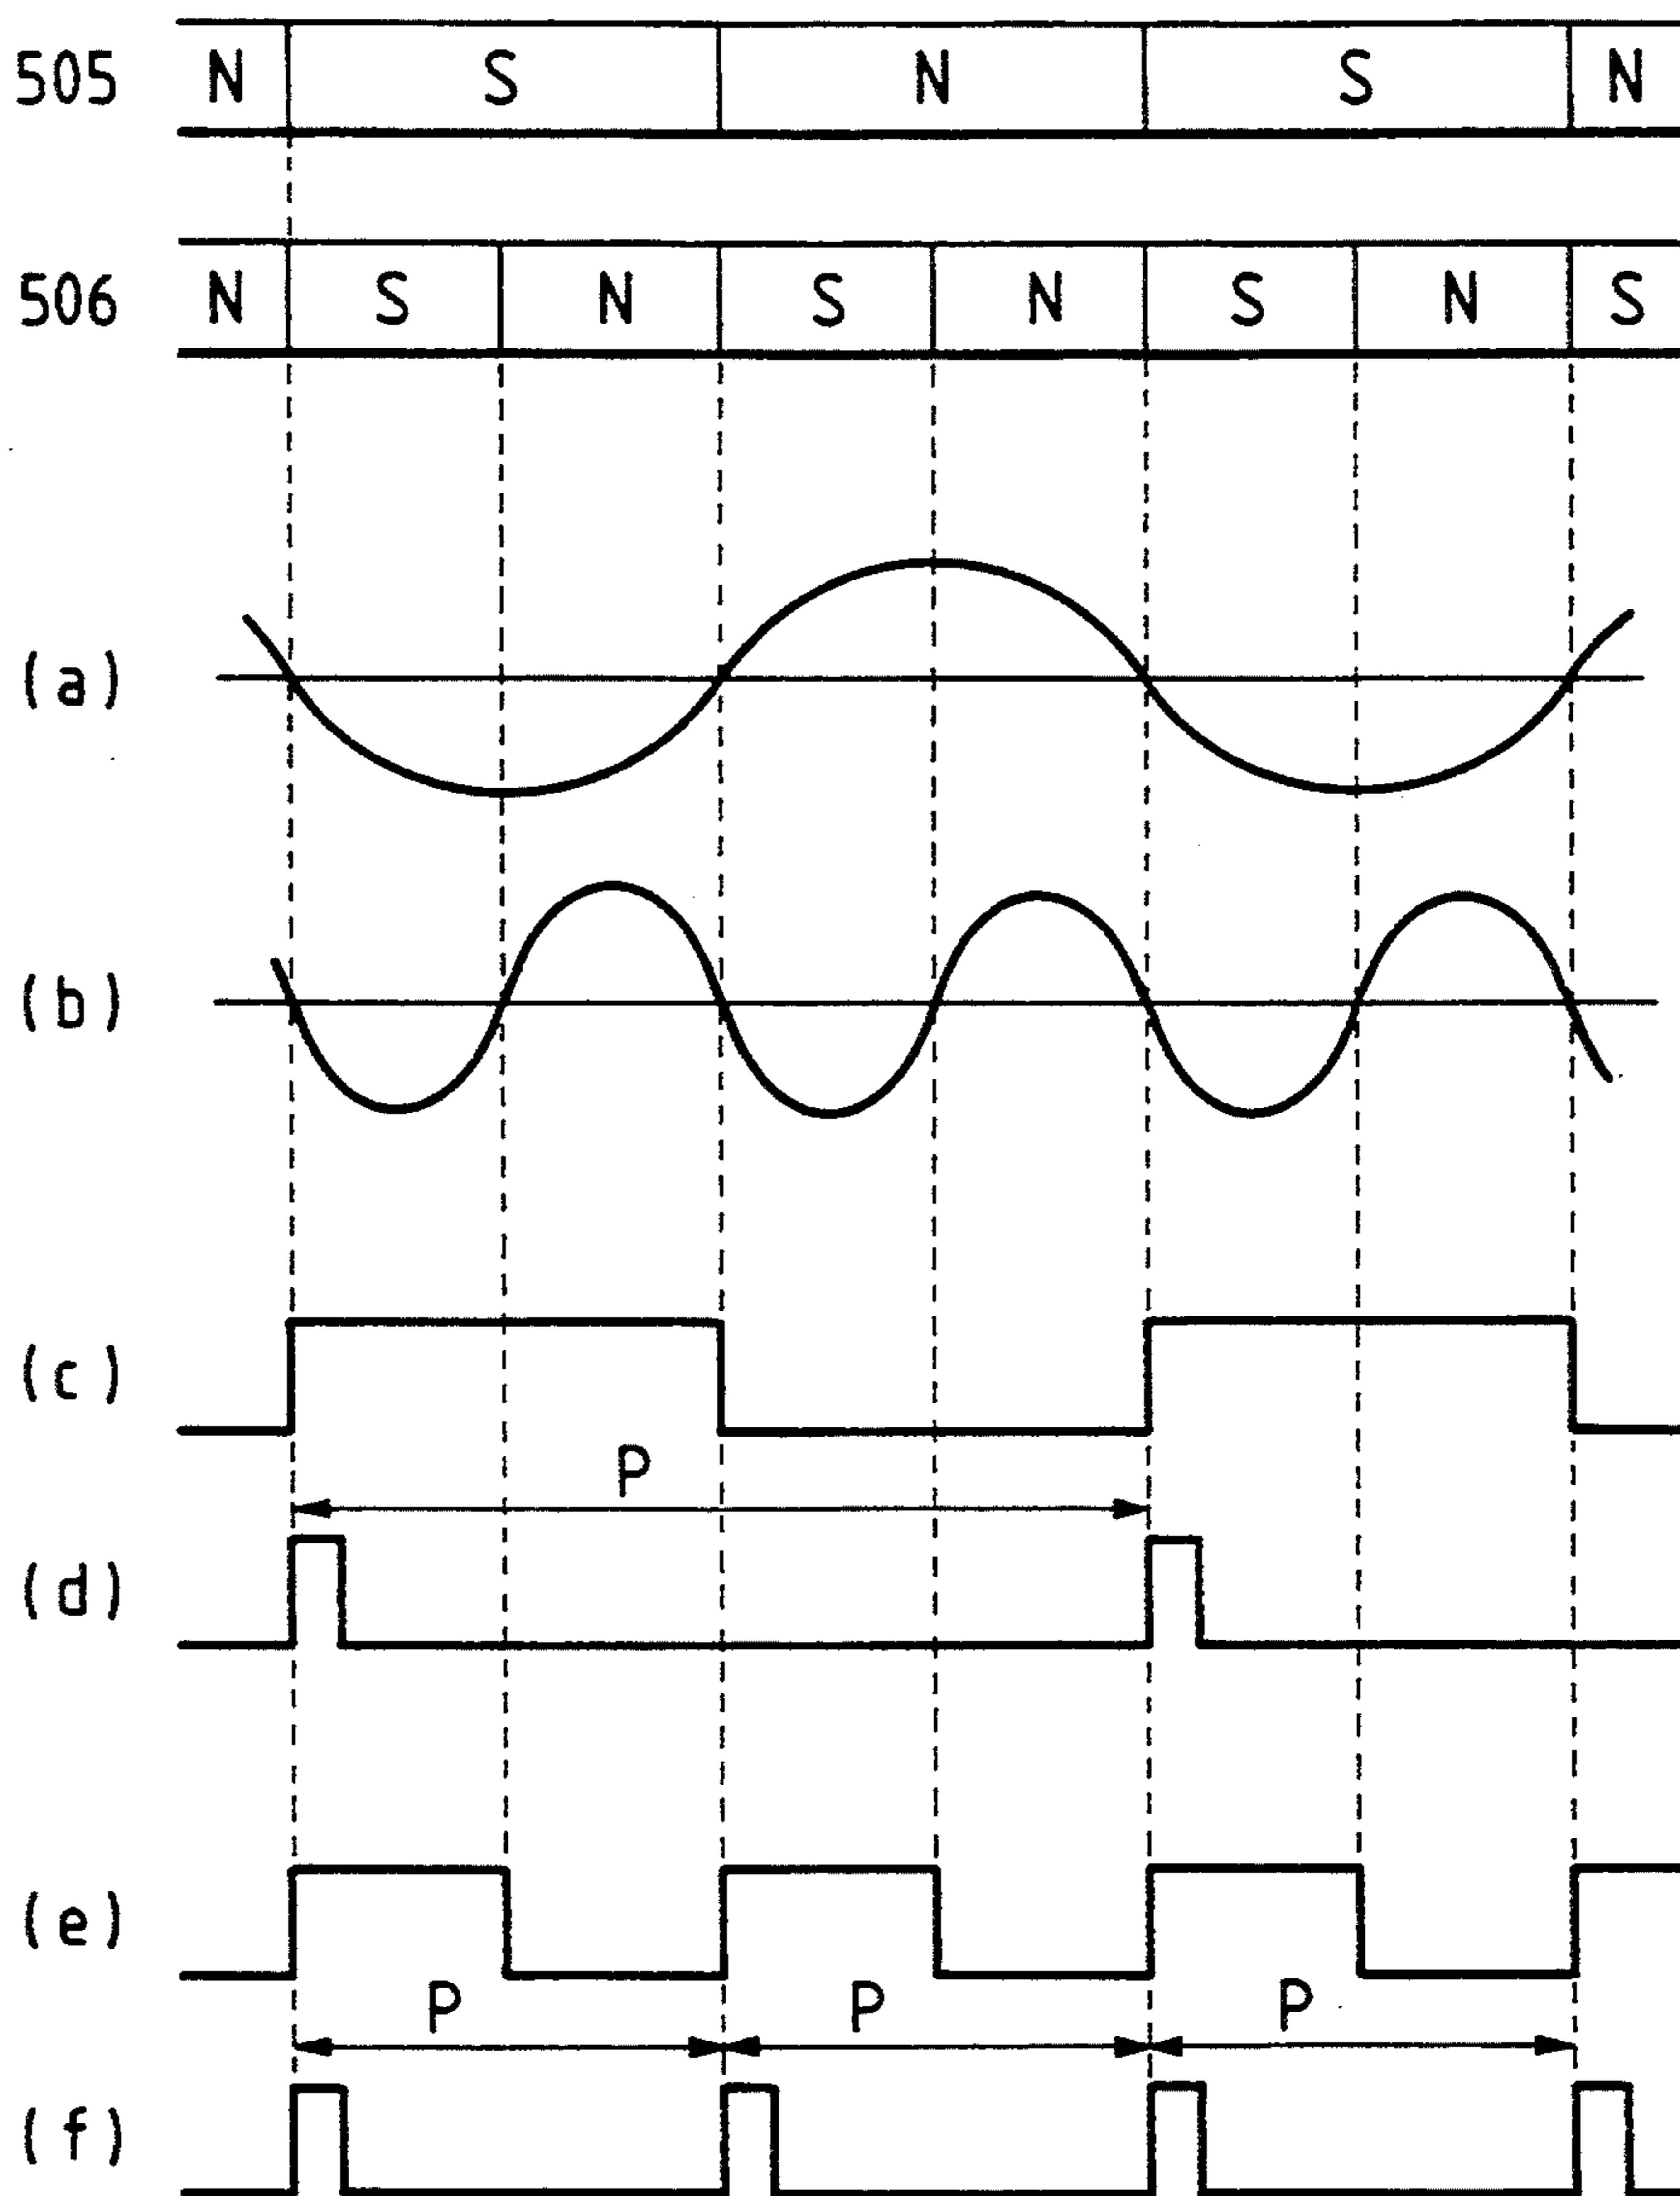 505 N S N S N
506 N S N S N S N S
(a)
(b)
(c)
P
(d)
(e)
P P P
(f)